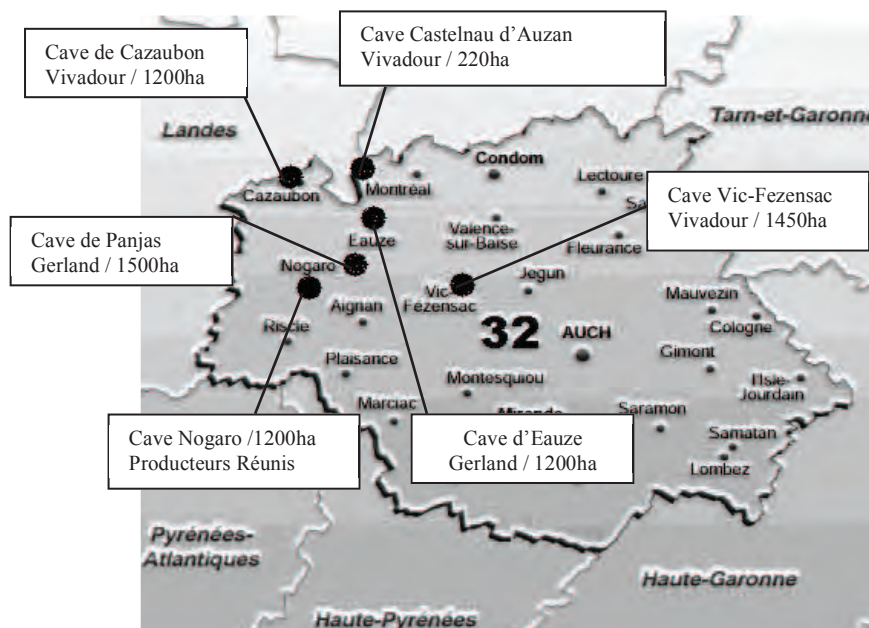 Cave de Cazaubon
Vivadour / 1200ha
Cave Castelnau d’Auzan
Vivadour / 220ha
Landes
Tarn-et-Garonne
Cazaubon
Montréal
Condom
Lectoure
Cave Vic-Fezensac
Vivadour / 1450ha
Cave de Panjas
Gerland / 1500ha
Eauze
Valence-
sur-Baïse
Fleurance
Nogaro
Vic-
Fézensac
Jegun
Mauvezin
Cologne
Aignan
Riscle
32
AUCH
Gimont
Plaisance
Montesquiou
l'Isle-
Jourdain
Marciac
Saramon
Cave Nogaro /1200ha
Producteurs Réunis
Cave d’Eauze
Gerland / 1200ha
Samatan
Lombez
Pyrénées-
Atlantiques
Haute-Garonne
Haute-Pyrénées